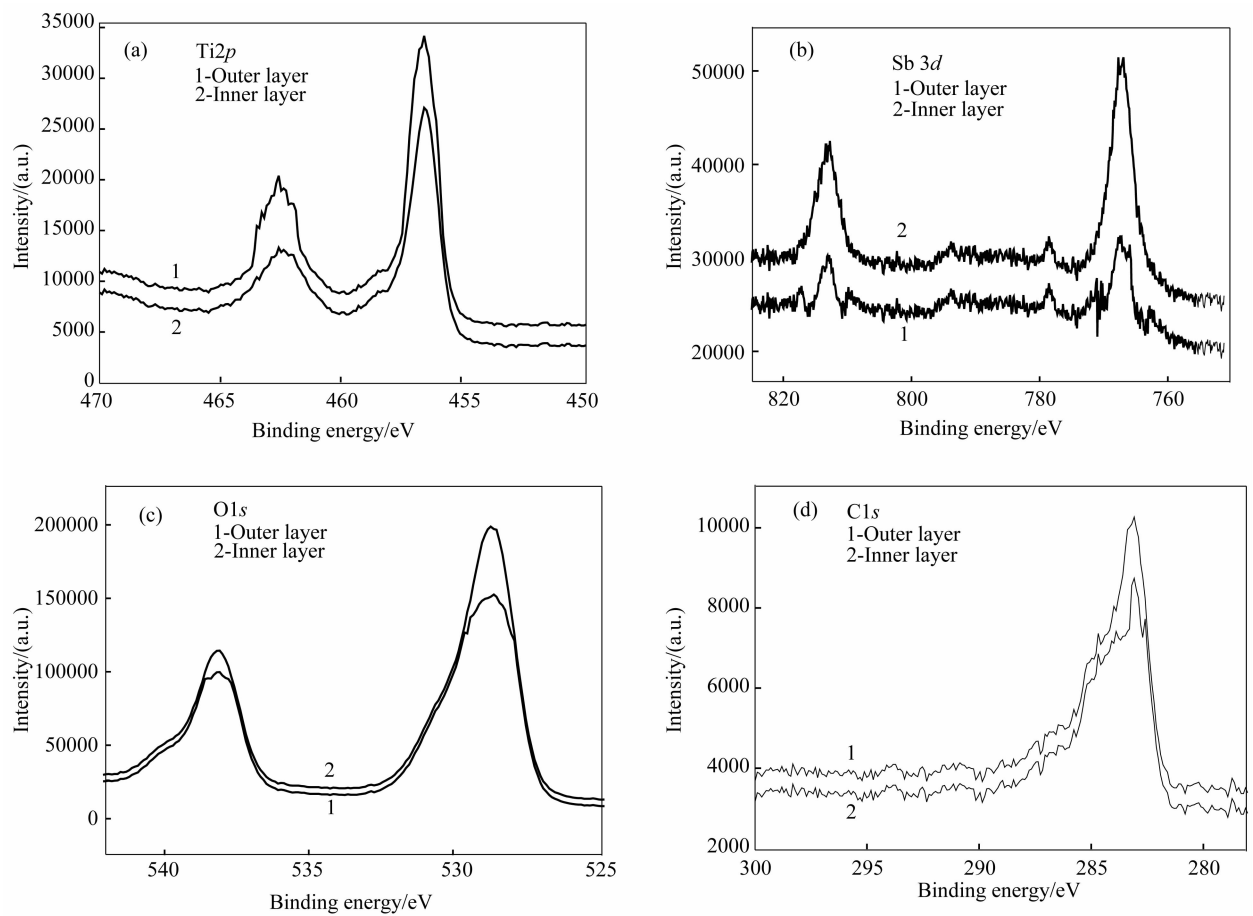 (a)
Ti2p
1-Outer layer
2-Inner layer
35000
30000
25000
20000
15000
10000
5000
0
1
2
470
465
460
455
450
Intensity/(a.u.)
Binding energy/eV
(b)
Sb 3d
1-Outer layer
2-Inner layer
50000
40000
30000
20000
2
1
820
800
780
760
Intensity/(a.u.)
Binding energy/eV
(c)
O1s
1-Outer layer
2-Inner layer
200000
150000
100000
50000
0
2
1
540
535
530
525
Intensity/(a.u.)
Binding energy/eV
(d)
C1s
1-Outer layer
2-Inner layer
10000
8000
6000
4000
2000
1
2
300
295
290
285
280
Intensity/(a.u.)
Binding energy/eV